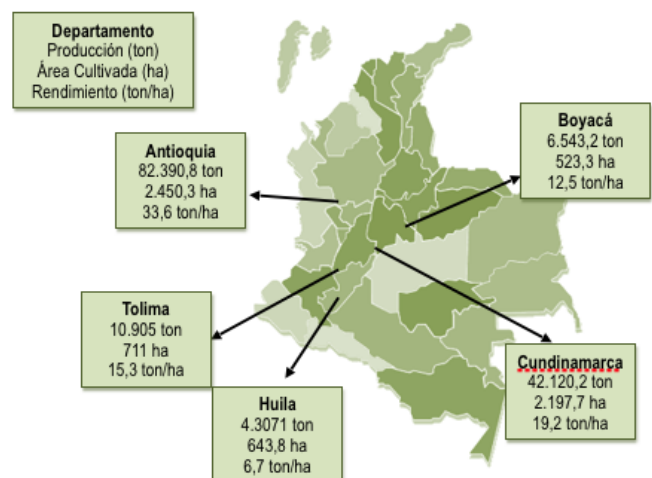 Departamento
Producción (ton)
Área Cultivada (ha)
Rendimiento (ton/ha)
Antioquia
82.390,8 ton
2.450,3 ha
33,6 ton/ha
Boyacá
6.543,2 ton
523,3 ha
12,5 ton/ha
Tolima
10.905 ton
711 ha
15,3 ton/ha
Huila
4.3071 ton
643,8 ha
6,7 ton/ha
Cundinamarca
42.120,2 ton
2.197,7 ha
19,2 ton/ha